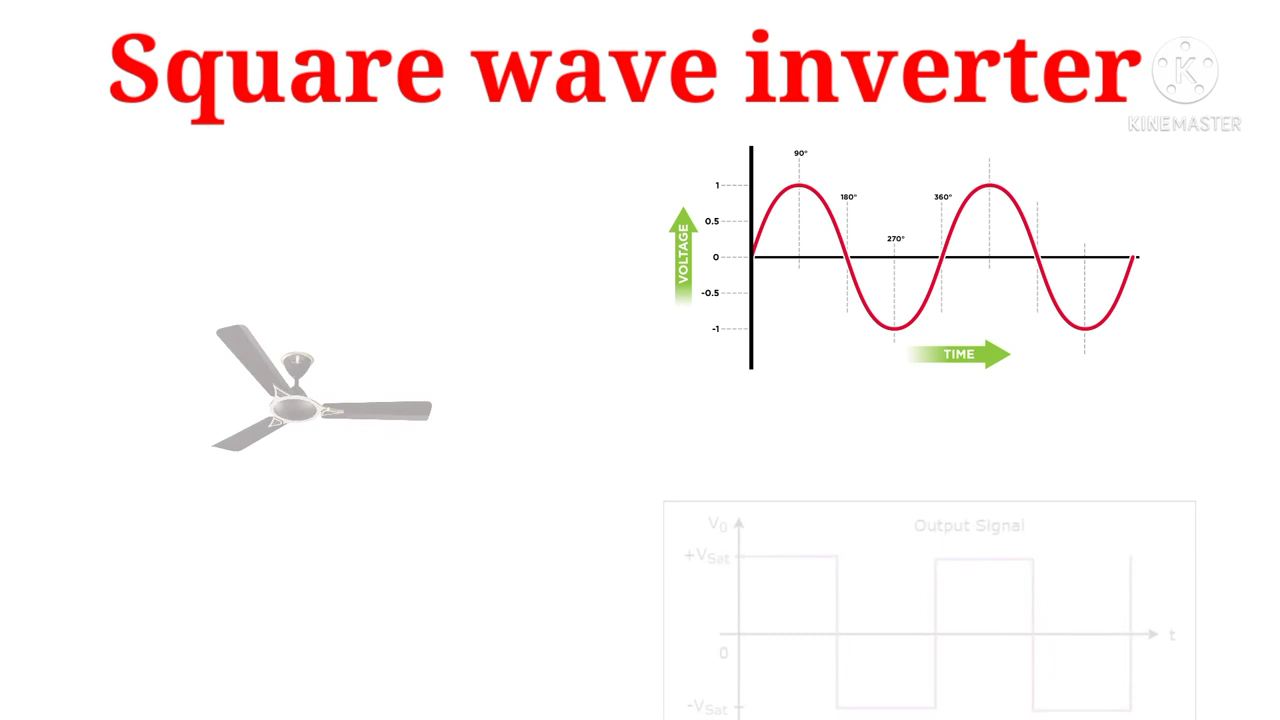 Square wave inverter
KINEMASTER
90°
1
180°
360°
0.5
270°
VOLTAGE
0
-0.5
-1
TIME
V0
Output Signal
+VSat
t
0
-VSat